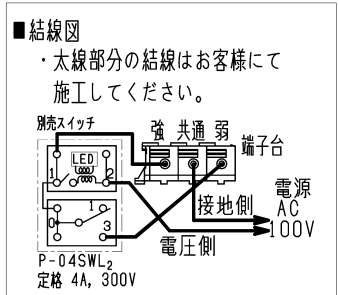 ■結線図
・太線部分の結線はお客様にて
施工してください。
別売スイッチ
強 共通 弱
端子台
LED
1 2
接地側
電源
AC
100V
0 1
3
電圧側
P-04SWL₂
定格 4A, 300V